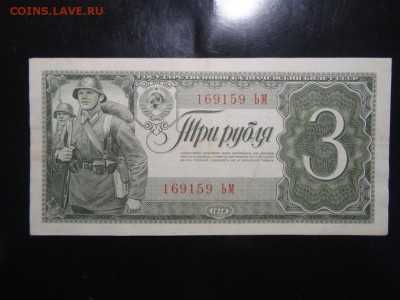 COINS.LAVE.RU
ГОСУДАРСТВЕННЫЙ КАЗНАЧЕЙСКИЙ БИЛЕТ СССР
169159 ЬМ
Три рубля
3
169159 ЬМ
1938